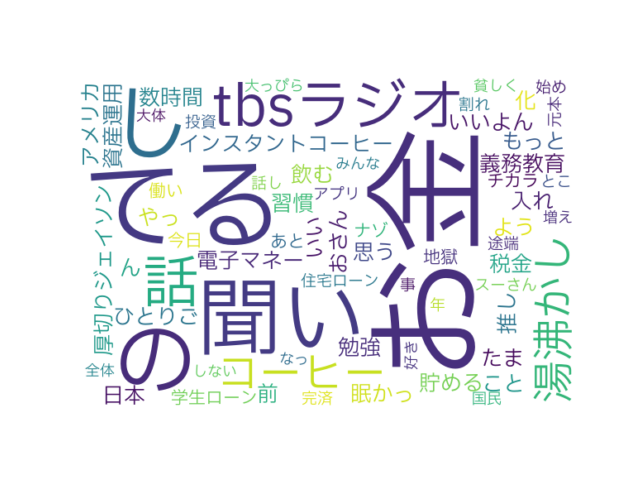 大っぴら
貧しく
始め
アメリカ
資産運用
数時間
tbsラジオ
割れ
化
元本
大体
投資
いいよん
インスタントコーヒー
もっと
し
みんな
義務教育
てる
お金
飲む
チカラ
とこ
働い
話し
アプリ
入れ
習慣
やっ
おさん
ナゾ
よう
増え
今日
あと
いい
思う
途端
厚切りジェイソン
ん
話
電子マネー
地獄
税金
湯沸かし
住宅ローン
事
スーさん
聞い
年
推し
ひとりご
の
勉強
好き
たま
全体
しない
なっ
コーヒー
貯める
こと
日本
学生ローン
前
完済
眠かっ
国民